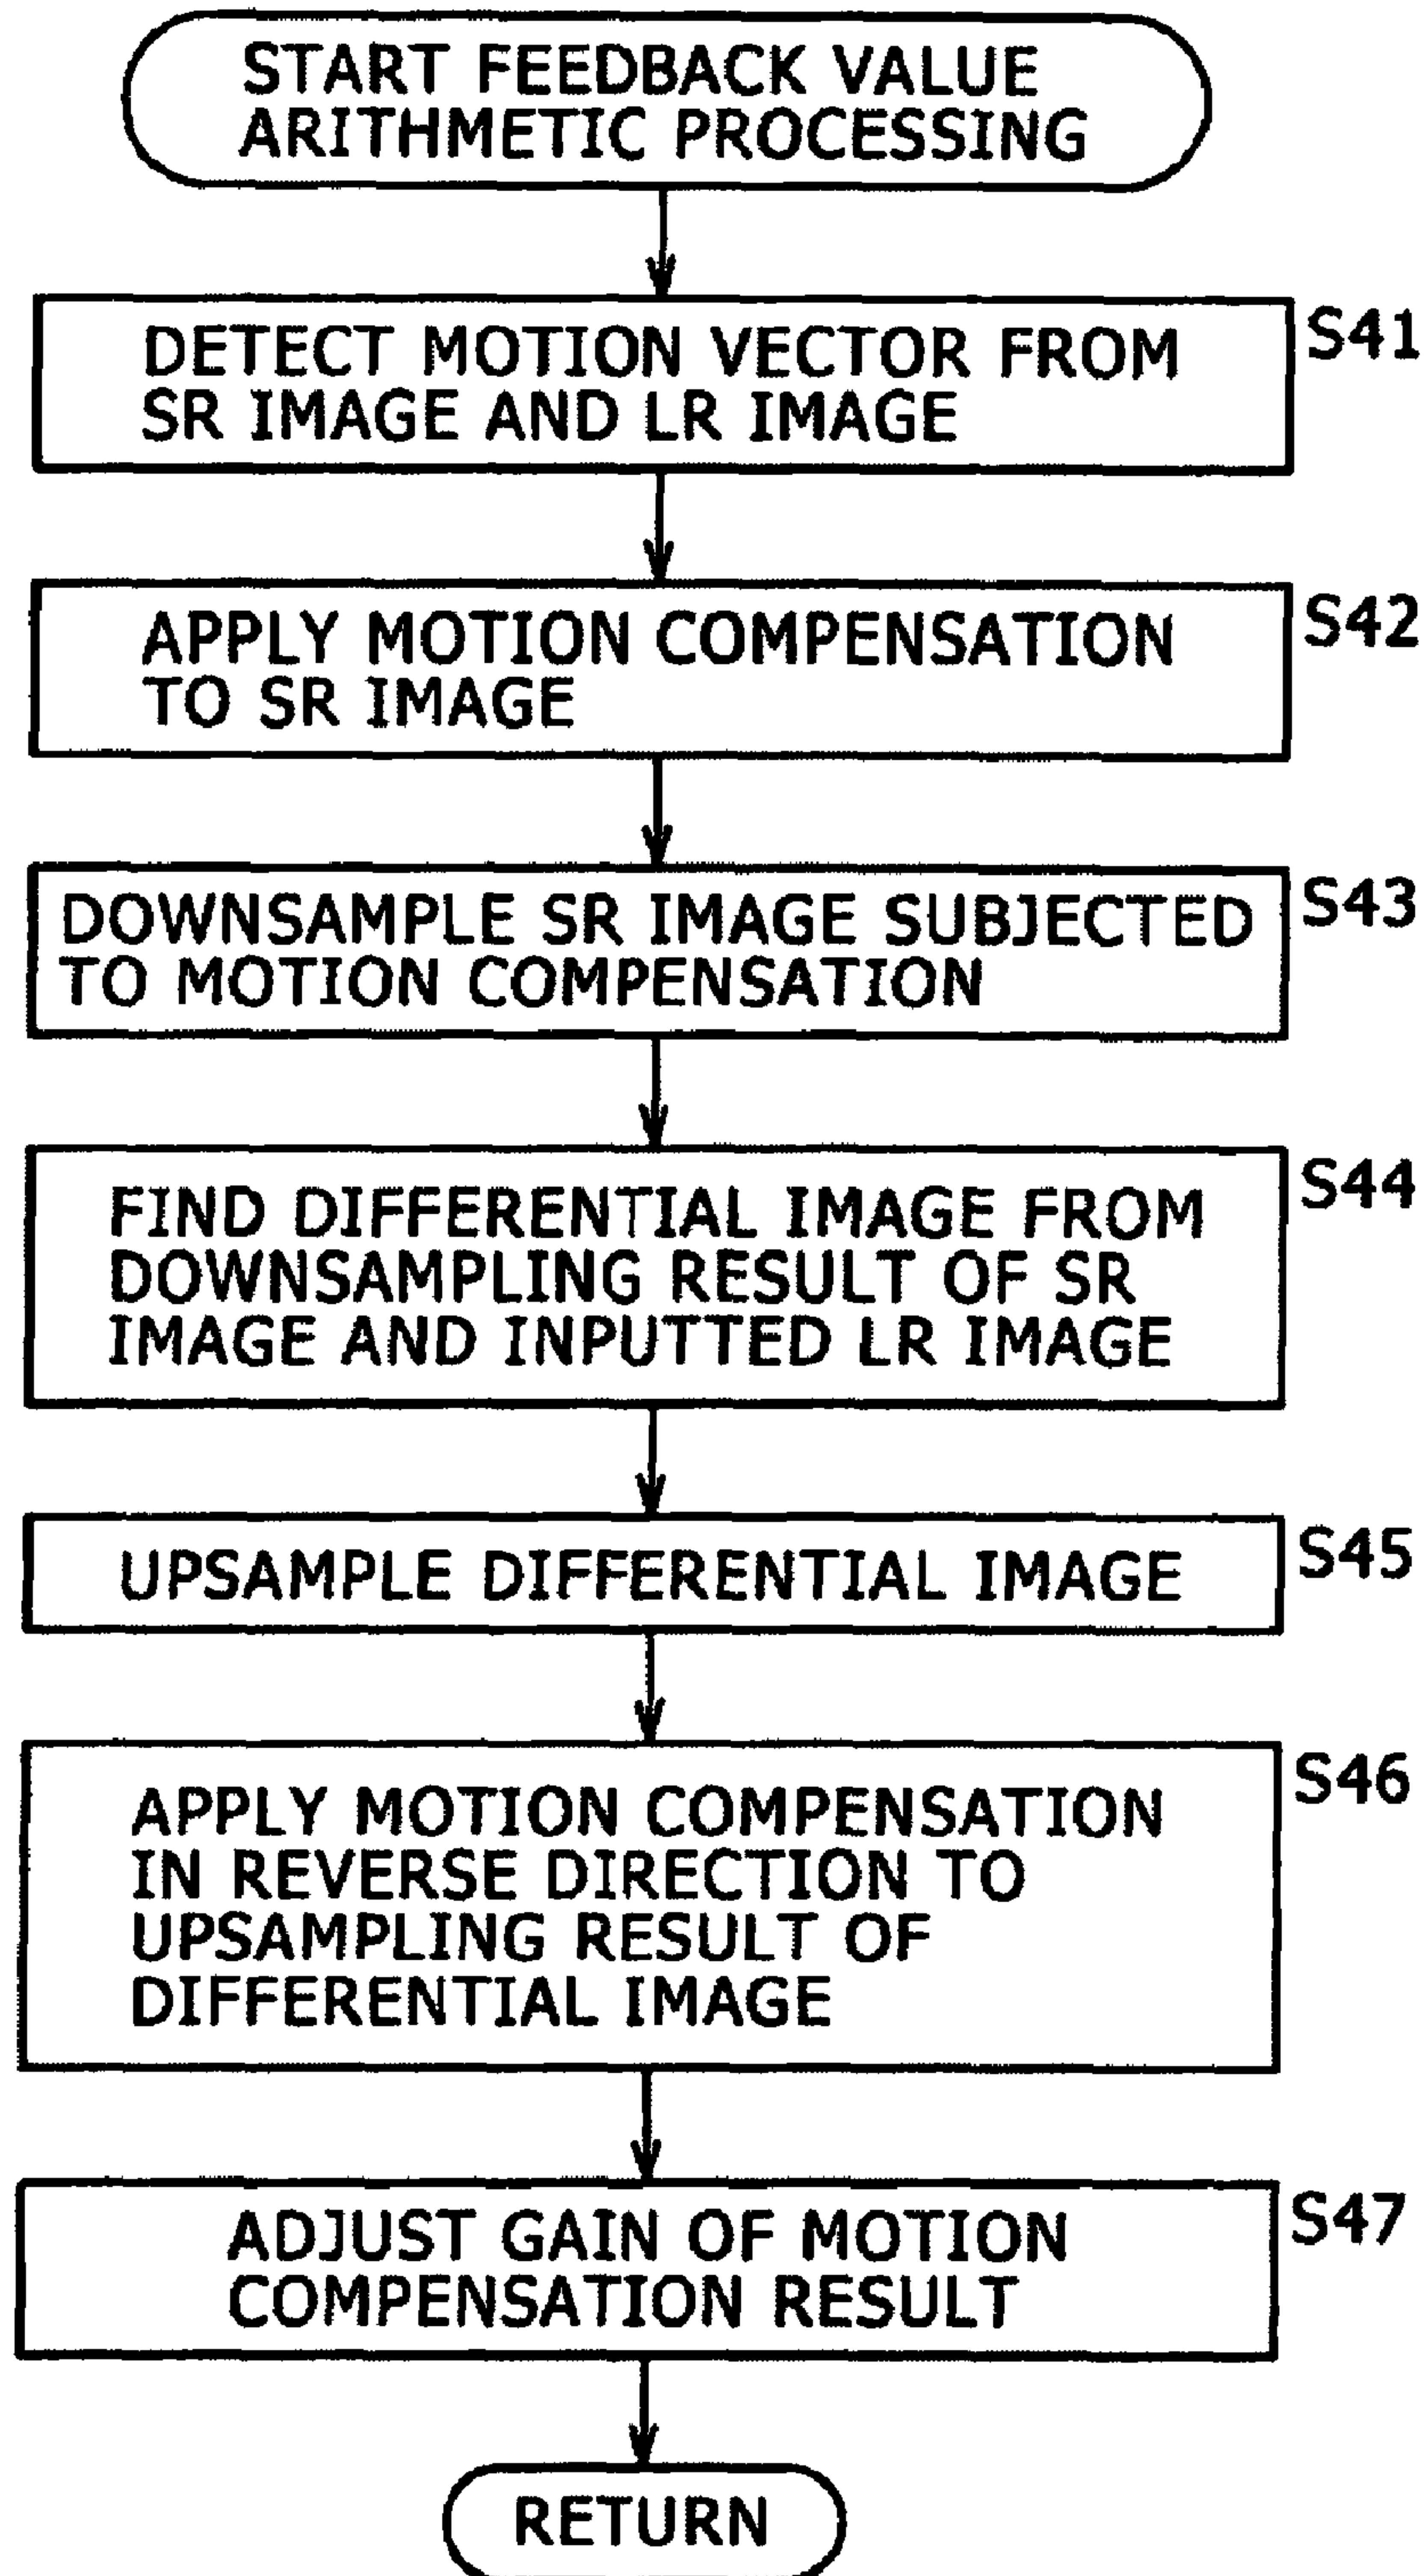 START FEEDBACK VALUE
ARITHMETIC PROCESSING
DETECT MOTION VECTOR FROM
SR IMAGE AND LR IMAGE
S41
APPLY MOTION COMPENSATION
TO SR IMAGE
S42
DOWNSAMPLE SR IMAGE SUBJECTED
TO MOTION COMPENSATION
S43
FIND DIFFERENTIAL IMAGE FROM
DOWNSAMPLING RESULT OF SR
IMAGE AND INPUTTED LR IMAGE
S44
UPSAMPLE DIFFERENTIAL IMAGE
S45
APPLY MOTION COMPENSATION
IN REVERSE DIRECTION TO
UPSAMPLING RESULT OF
DIFFERENTIAL IMAGE
S46
ADJUST GAIN OF MOTION
COMPENSATION RESULT
S47
RETURN